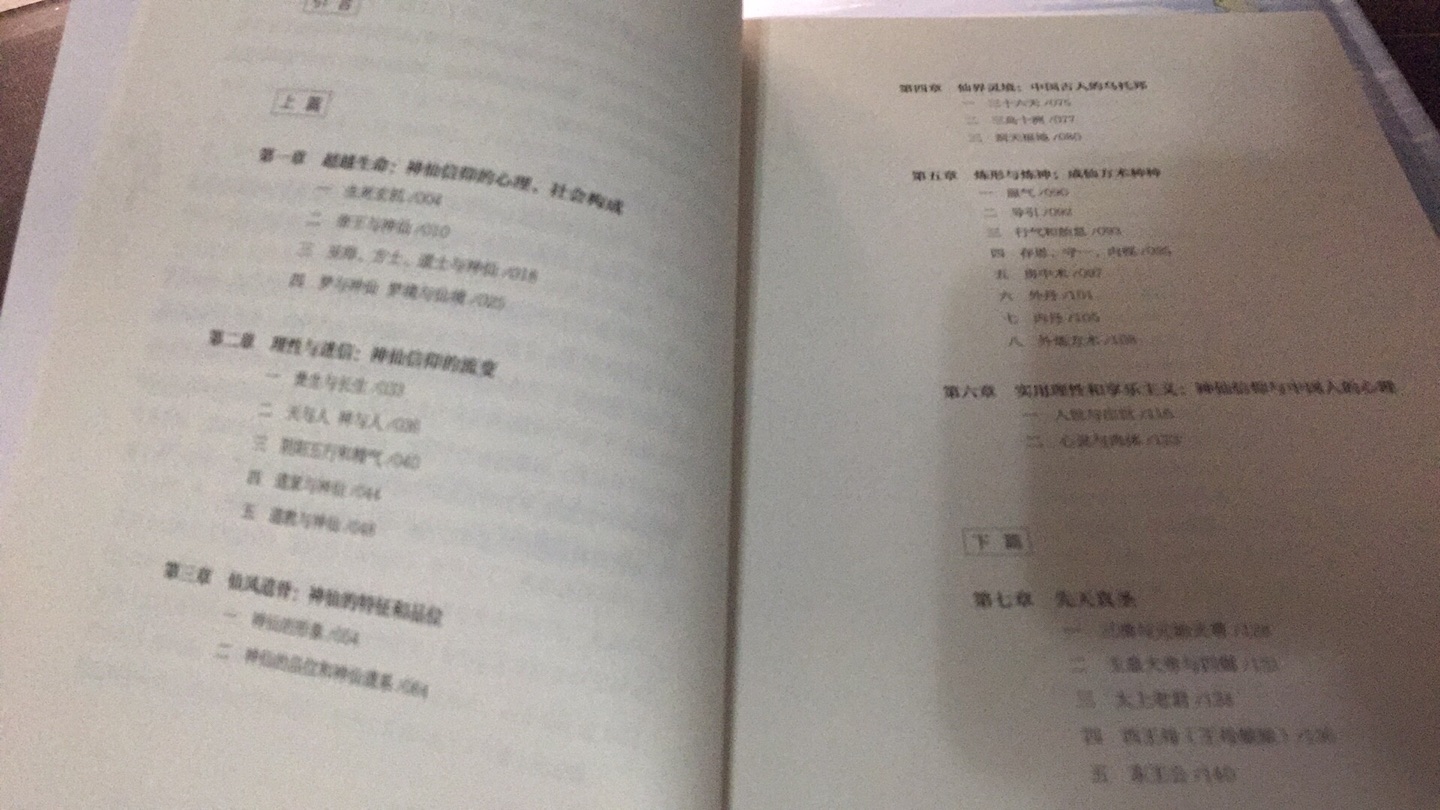 引言
上 篇
第一章 超越生命：神仙信仰的心理、社会构成
一 生死玄机 /004
二 帝王与神仙 /010
三 巫师、方士、道士与神仙 /018
四 梦与神仙 梦境与仙境 /025
第二章 理性与迷信：神仙信仰的流变
一 贵生与长生 /033
二 天与人 神与人 /036
三 阴阳五行和精气 /040
四 道家与神仙 /044
五 道教与神仙 /048
第三章 仙风道骨：神仙的特征和品位
一 神仙的形象 /054
二 神仙的品位和神仙谱系 /064
第四章 仙界灵境：中国古人的乌托邦
一 三十六天 /075
二 三岛十洲 /077
三 洞天福地 /080
第五章 炼形与炼神：成仙方术种种
一 服气 /090
二 导引 /092
三 行气和胎息 /093
四 存思、守一、内视 /095
五 房中术 /097
六 外丹 /101
七 内丹 /105
八 外炼方术 /108
第六章 实用理性和享乐主义：神仙信仰与中国人的心理
一 入世与出世 /116
二 心灵与肉体
下 篇
第七章 先天真圣
一 三清与元始天尊 /128
二 玉皇大帝与四御
三 太上老君 /134
四 西王母（王母娘娘）/136
五 东王公 /140